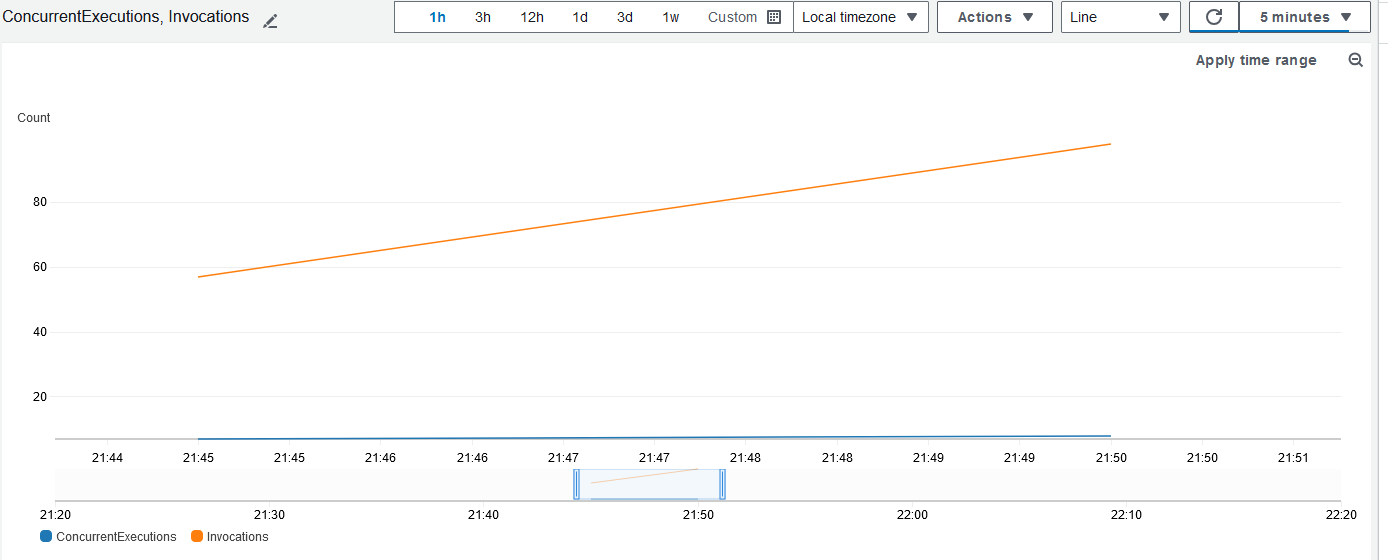 ConcurrentExecutions, Invocations
1h 3h 12h 1d 3d 1w Custom Local timezone Actions Line 5 minutes
Apply time range
Count
80
60
40
20
21:44 21:45 21:45 21:46 21:46 21:47 21:47 21:48 21:48 21:49 21:49 21:50 21:50 21:51
21:20 21:30 21:40 21:50 22:00 22:10 22:20
ConcurrentExecutions Invocations